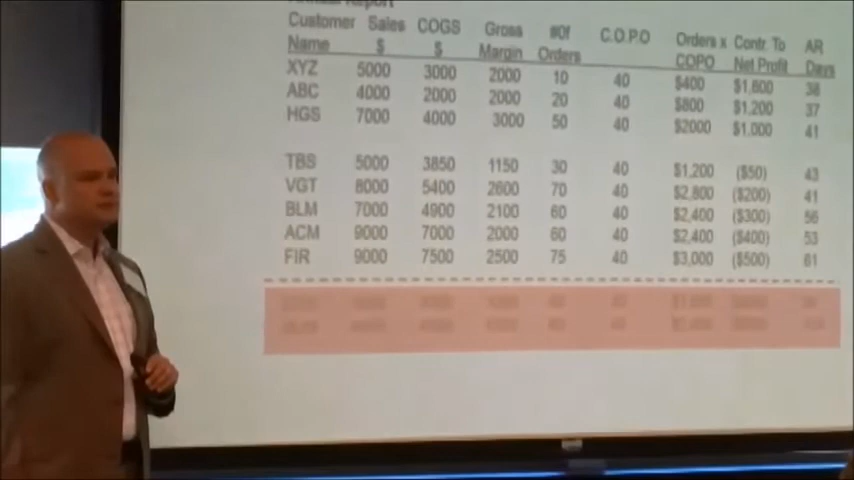 Annual Report
Customer Sales COGS Gross #Of C.O.P.O Orders x Contr. To AR
Name $ $ Margin Orders COPO Net Profit Days
XYZ 5000 3000 2000 10 40 $400 $1,600 38
ABC 4000 2000 2000 20 40 $800 $1,200 37
HGS 7000 4000 3000 50 40 $2000 $1,000 41
TBS 5000 3850 1150 30 40 $1,200 ($50) 43
VGT 8000 5400 2600 70 40 $2,800 ($200) 41
BLM 7000 4900 2100 60 40 $2,400 ($300) 56
ACM 9000 7000 2000 60 40 $2,400 ($400) 53
FIR 9000 7500 2500 75 40 $3,000 ($500) 61